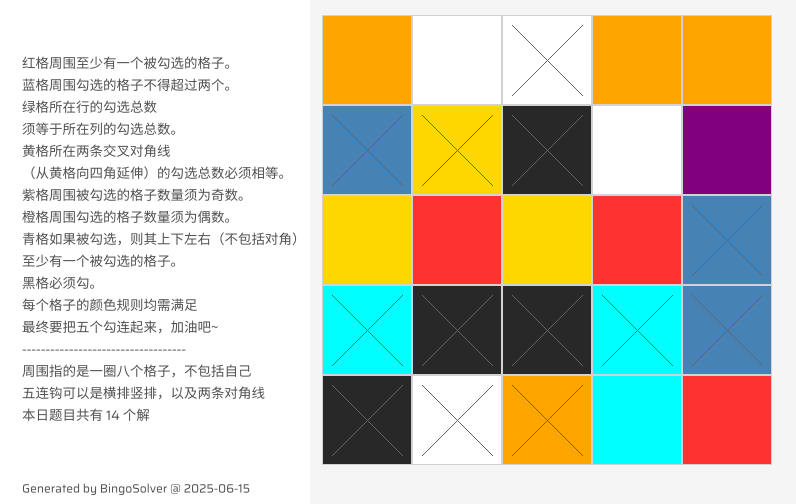 红格周围至少有一个被勾选的格子。
蓝格周围勾选的格子不得超过两个。
绿格所在行的勾选总数
须等于所在列的勾选总数。
黄格所在两条交叉对角线
（从黄格向四角延伸）的勾选总数必须相等。
紫格周围被勾选的格子数量须为奇数。
橙格周围勾选的格子数量须为偶数。
青格如果被勾选，则其上下左右（不包括对角）
至少有一个被勾选的格子。
黑格必须勾。
每个格子的颜色规则均需满足
最终要把五个勾连起来，加油吧~
-----------------------------------
周围指的是一圈八个格子，不包括自己
五连钩可以是横排竖排，以及两条对角线
本日题目共有 14 个解
Generated by BingoSolver @ 2025-06-15